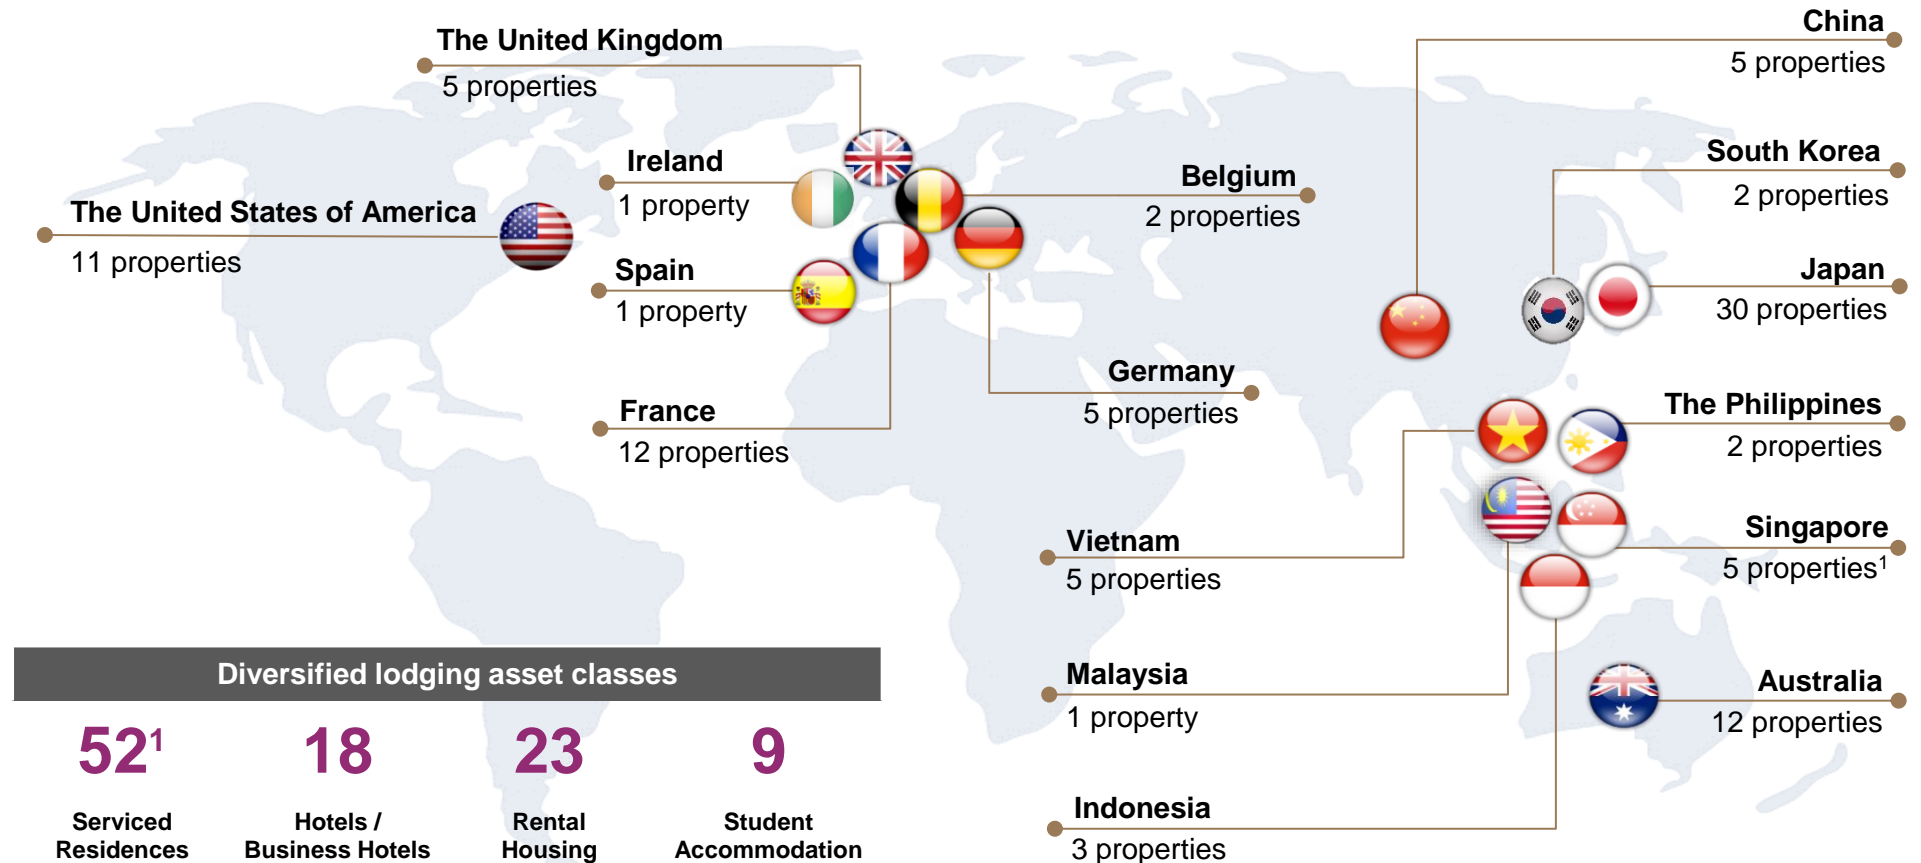 The United Kingdom
5 properties
Ireland
1 property
The United States of America
11 properties
Spain
1 property
France
12 properties
Belgium
2 properties
Germany
5 properties
China
5 properties
South Korea
2 properties
Japan
30 properties
The Philippines
2 properties
Vietnam
5 properties
Singapore
5 properties¹
Malaysia
1 property
Australia
12 properties
Indonesia
3 properties
Diversified lodging asset classes
52¹ 18 23 9
Serviced Residences
Hotels / Business Hotels
Rental Housing
Student Accommodation